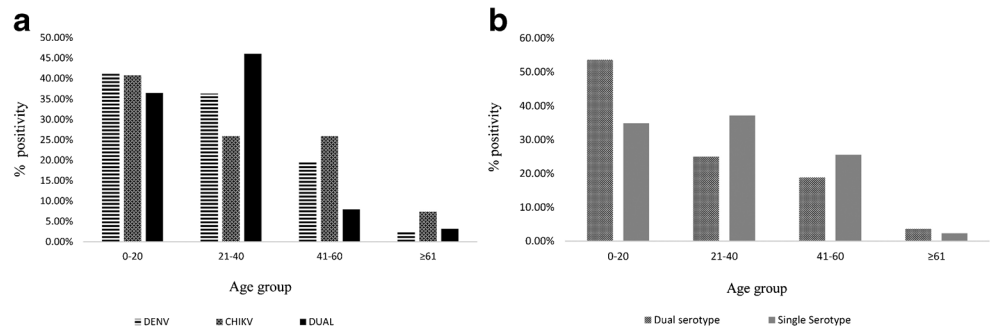 a
50.00%
45.00%
40.00%
35.00%
30.00%
25.00%
20.00%
15.00%
10.00%
5.00%
0.00%
% positivity
0-20 21-40 41-60 ≥61
Age group
DENV CHIKV DUAL
b
60.00%
50.00%
40.00%
30.00%
20.00%
10.00%
0.00%
% positivity
0-20 21-40 41-60 ≥61
Age group
Dual serotype Single Serotype